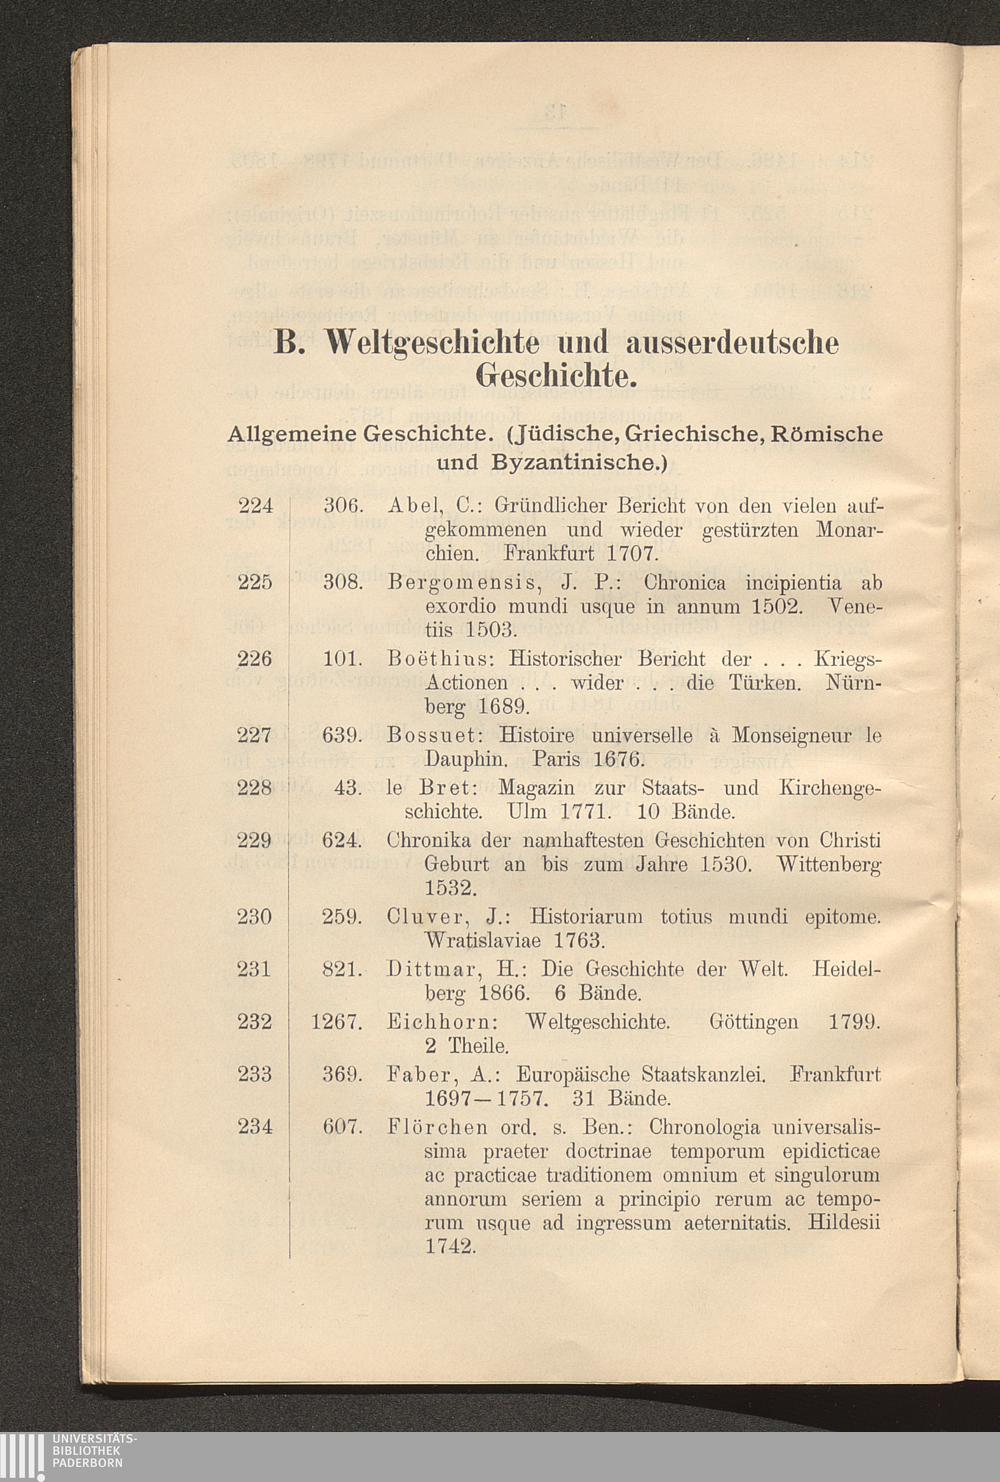 B. Weltgeschichte und ausserdeutsche
Geschichte.
Allgemeine Geschichte. (Jüdische, Griechische, Römische
und Byzantinische.)
224 306. Abel, C.: Gründlicher Bericht von den vielen auf-
gekommenen und wieder gestürzten Monar-
chien. Frankfurt 1707.
225 308. Bergomensis, J. P.: Chronica incipientia ab
exordio mundi usque in annum 1502. Vene-
tiis 1503.
226 101. Boëthius: Historischer Bericht der . . . Kriegs-
Actionen . . . wider . . . die Türken. Nürn-
berg 1689.
227 639. Bossuet: Histoire universelle à Monseigneur le
Dauphin. Paris 1676.
228 43. le Bret: Magazin zur Staats- und Kirchenge-
schichte. Ulm 1771. 10 Bände.
229 624. Chronika der namhaftesten Geschichten von Christi
Geburt an bis zum Jahre 1530. Wittenberg
1532.
230 259. Cluver, J.: Historiarum totius mundi epitome.
Wratislaviae 1763.
231 821. Dittmar, H.: Die Geschichte der Welt. Heidel-
berg 1866. 6 Bände.
232 1267. Eichhorn: Weltgeschichte. Göttingen 1799.
2 Theile.
233 369. Faber, A.: Europäische Staatskanzlei. Frankfurt
1697—1757. 31 Bände.
234 607. Flörchen ord. s. Ben.: Chronologia universalis-
sima praeter doctrinae temporum epidicticae
ac practicae traditionem omnium et singulorum
annorum seriem a principio rerum ac tempo-
rum usque ad ingressum aeternitatis. Hildesii
1742.
UNIVERSITÄTS-
BIBLIOTHEK
PADERBORN